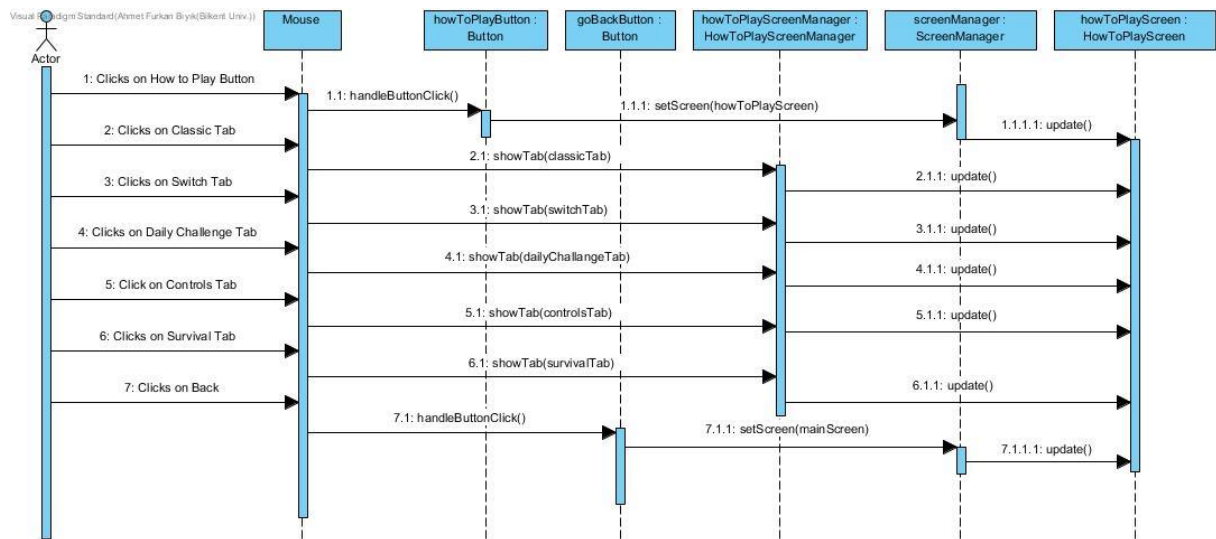 Visual Paradigm Standard(Ahmet Furkan Bıyık(Bilkent Univ.))
Actor
Mouse
howToPlayButton :
Button
goBackButton :
Button
howToPlayScreenManager :
HowToPlayScreenManager
screenManager :
ScreenManager
howToPlayScreen :
HowToPlayScreen
1: Clicks on How to Play Button
1.1: handleButtonClick()
1.1.1: setScreen(howToPlayScreen)
1.1.1.1: update()
2: Clicks on Classic Tab
2.1: showTab(classicTab)
2.1.1: update()
3: Clicks on Switch Tab
3.1: showTab(switchTab)
3.1.1: update()
4: Clicks on Daily Challenge Tab
4.1: showTab(dailyChallangeTab)
4.1.1: update()
5: Click on Controls Tab
5.1: showTab(controlsTab)
5.1.1: update()
6: Clicks on Survival Tab
6.1: showTab(survivalTab)
6.1.1: update()
7: Clicks on Back
7.1: handleButtonClick()
7.1.1: setScreen(mainScreen)
7.1.1.1: update()